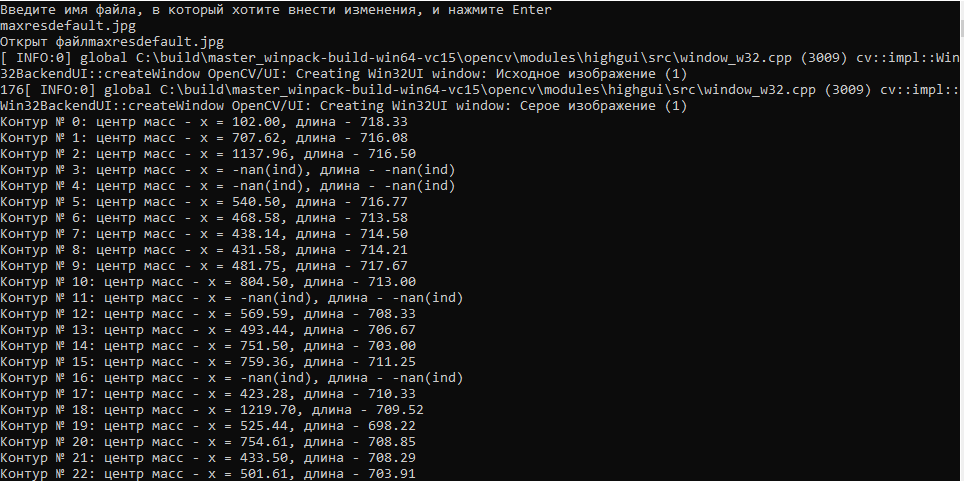 Введите имя файла, в который хотите внести изменения, и нажмите Enter
maxresdefault.jpg
Открыт файлmaxresdefault.jpg
[ INFO:0] global C:\build\master_winpack-build-win64-vc15\opencv\modules\highgui\src\window_w32.cpp (3009) cv::impl::Win
32BackendUI::createWindow OpenCV/UI: Creating Win32UI window: Исходное изображение (1)
176[ INFO:0] global C:\build\master_winpack-build-win64-vc15\opencv\modules\highgui\src\window_w32.cpp (3009) cv::impl::
Win32BackendUI::createWindow OpenCV/UI: Creating Win32UI window: Серое изображение (1)
Контур № 0: центр масс - x = 102.00, длина - 718.33
Контур № 1: центр масс - x = 707.62, длина - 716.08
Контур № 2: центр масс - x = 1137.96, длина - 716.50
Контур № 3: центр масс - x = -nan(ind), длина - -nan(ind)
Контур № 4: центр масс - x = -nan(ind), длина - -nan(ind)
Контур № 5: центр масс - x = 540.50, длина - 716.77
Контур № 6: центр масс - x = 468.58, длина - 713.58
Контур № 7: центр масс - x = 438.14, длина - 714.50
Контур № 8: центр масс - x = 431.58, длина - 714.21
Контур № 9: центр масс - x = 481.75, длина - 717.67
Контур № 10: центр масс - x = 804.50, длина - 713.00
Контур № 11: центр масс - x = -nan(ind), длина - -nan(ind)
Контур № 12: центр масс - x = 569.59, длина - 708.33
Контур № 13: центр масс - x = 493.44, длина - 706.67
Контур № 14: центр масс - x = 751.50, длина - 703.00
Контур № 15: центр масс - x = 759.36, длина - 711.25
Контур № 16: центр масс - x = -nan(ind), длина - -nan(ind)
Контур № 17: центр масс - x = 423.28, длина - 710.33
Контур № 18: центр масс - x = 1219.70, длина - 709.52
Контур № 19: центр масс - x = 525.44, длина - 698.22
Контур № 20: центр масс - x = 754.61, длина - 708.85
Контур № 21: центр масс - x = 433.50, длина - 708.29
Контур № 22: центр масс - x = 501.61, длина - 703.91